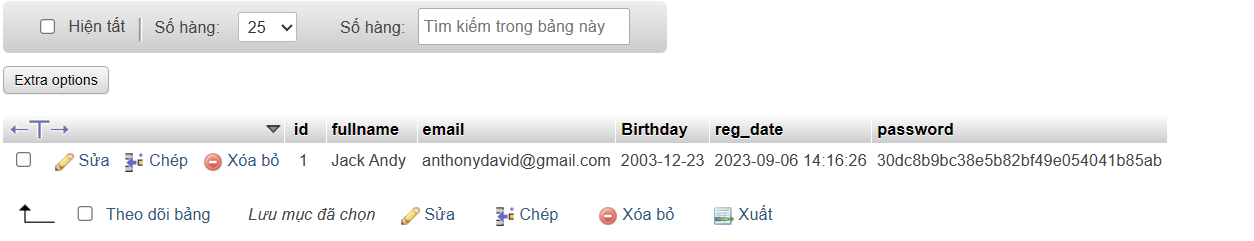 Hiện tất Số hàng: 25 Số hàng: Tìm kiếm trong bảng này
Extra options
←T→ id fullname email Birthday reg_date password
Sửa Chép Xóa bỏ 1 Jack Andy anthonydavid@gmail.com 2003-12-23 2023-09-06 14:16:26 30dc8b9bc38e5b82bf49e054041b85ab
Theo dõi bảng Lưu mục đã chọn Sửa Chép Xóa bỏ Xuất